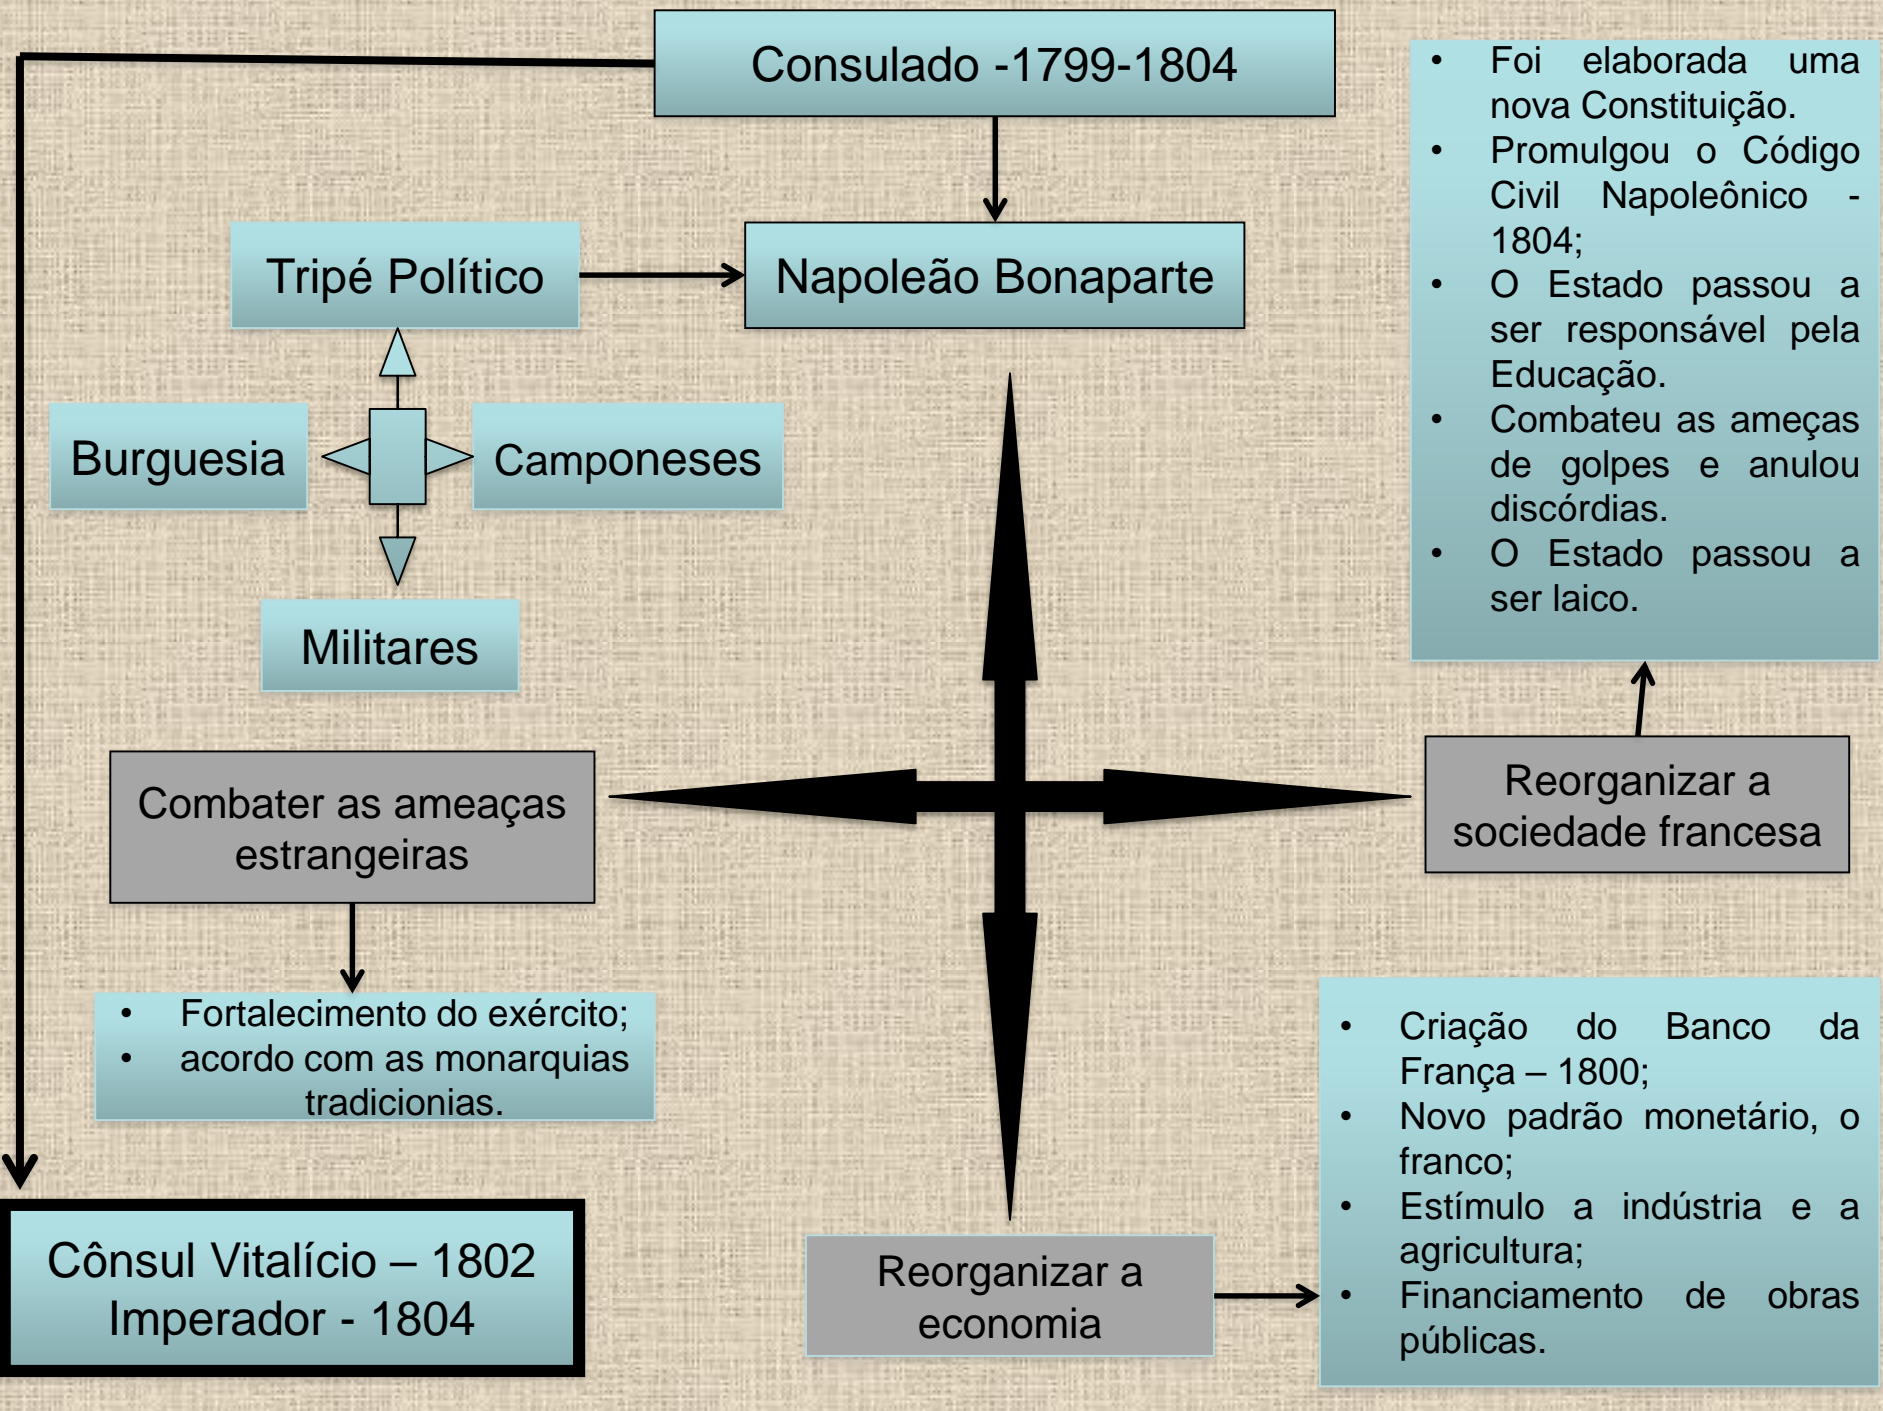 Consulado -1799-1804
• Foi elaborada uma
nova Constituição.
• Promulgou o Código
Civil Napoleônico -
1804;
• O Estado passou a
ser responsável pela
Educação.
• Combateu as ameças
de golpes e anulou
discórdias.
• O Estado passou a
ser laico.
Tripé Político
Napoleão Bonaparte
Burguesia
Camponeses
Militares
Combater as ameaças
estrangeiras
Reorganizar a
sociedade francesa
• Fortalecimento do exército;
• acordo com as monarquias
tradicionias.
• Criação do Banco da
França – 1800;
• Novo padrão monetário, o
franco;
• Estímulo a indústria e a
agricultura;
• Financiamento de obras
públicas.
Cônsul Vitalício – 1802
Imperador - 1804
Reorganizar a
economia